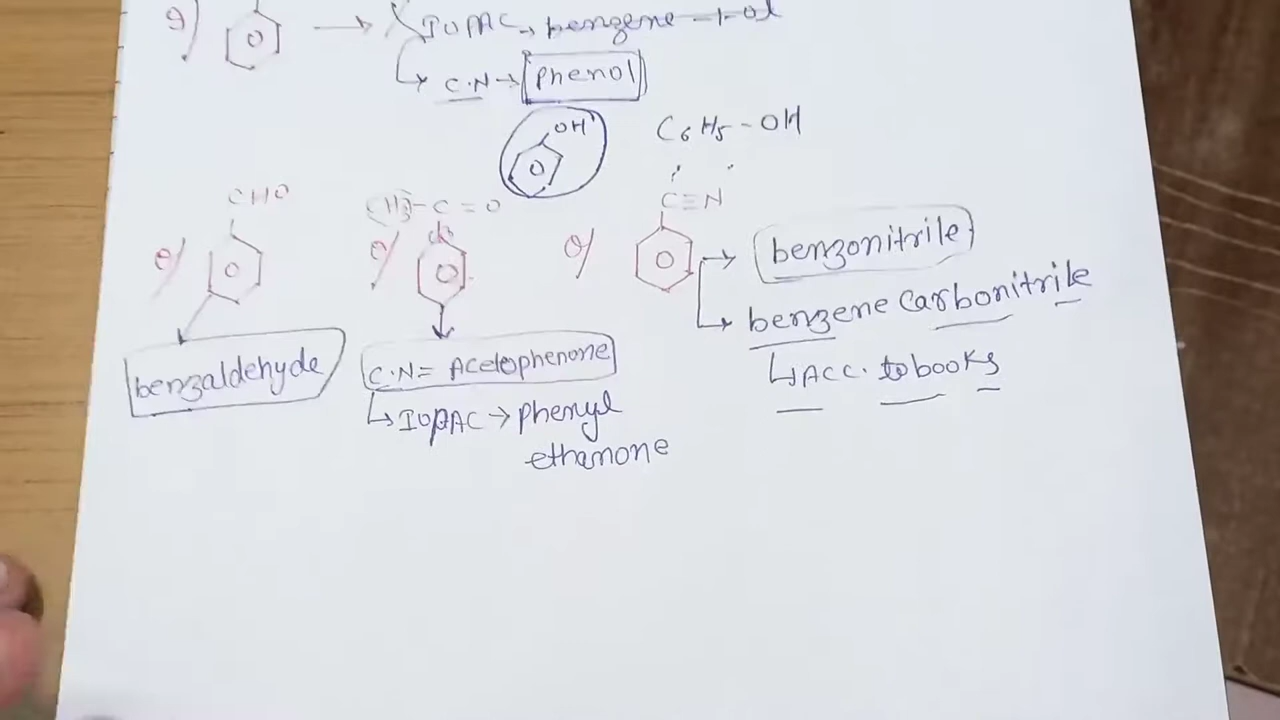 Q) → IUPAC → benzene-1-ol
C.N → phenol
OH
C6H5-OH
CHO
CH3-C=O
C≡N
Q)
Q)
Q)
→ benzonitrile
→ benzene carbonitrile
↳ Acc. to books
benzaldehyde
C.N = Acetophenone
↳ IUPAC → phenyl
ethanone